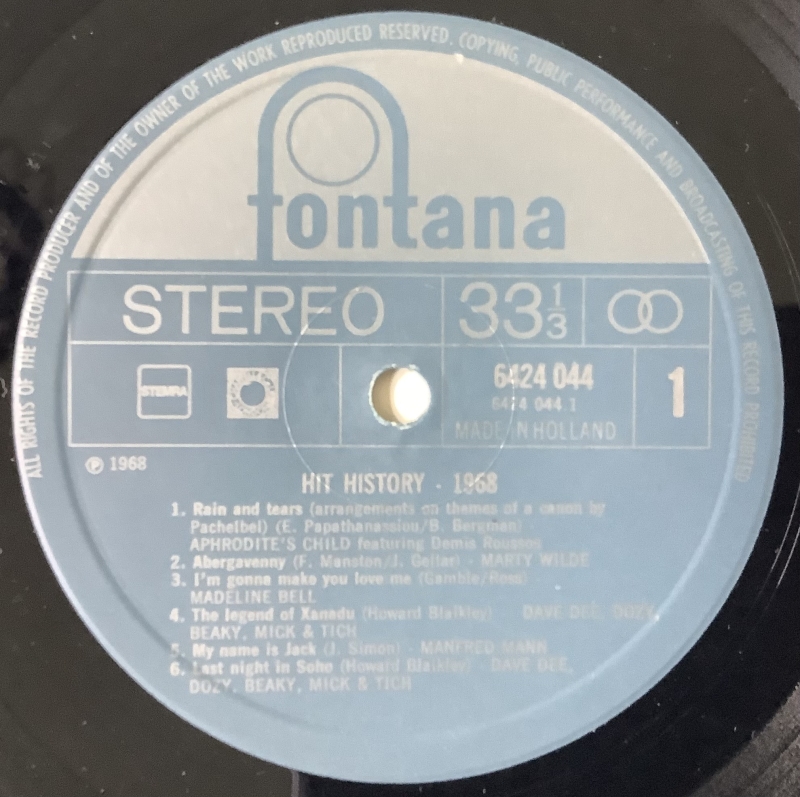 ALL RIGHTS OF THE RECORD PRODUCER AND OF THE OWNER OF THE WORK REPRODUCED RESERVED. COPYING, PUBLIC PERFORMANCE AND BROADCASTING OF THIS RECORD PROHIBITED
fontana
STEREO 33 1/3
STEMRA 6424 044 1
6424 044 1
MADE IN HOLLAND
℗ 1968
HIT HISTORY - 1968
1. Rain and tears (arrangements on themes of a canon by
Pachelbel) (E. Papathanassiou/B. Bergman) -
APHRODITE'S CHILD featuring Demis Roussos
2. Abergavenny (F. Manston/J. Gellar) - MARTY WILDE
3. I'm gonna make you love me (Gamble/Ross)
MADELINE BELL
4. The legend of Xanadu (Howard Blaikley) DAVE DEE, DOZY,
BEAKY, MICK & TICH
5. My name is Jack (J. Simon) - MANFRED MANN
6. Last night in Soho (Howard Blaikley) - DAVE DEE,
DOZY, BEAKY, MICK & TICH